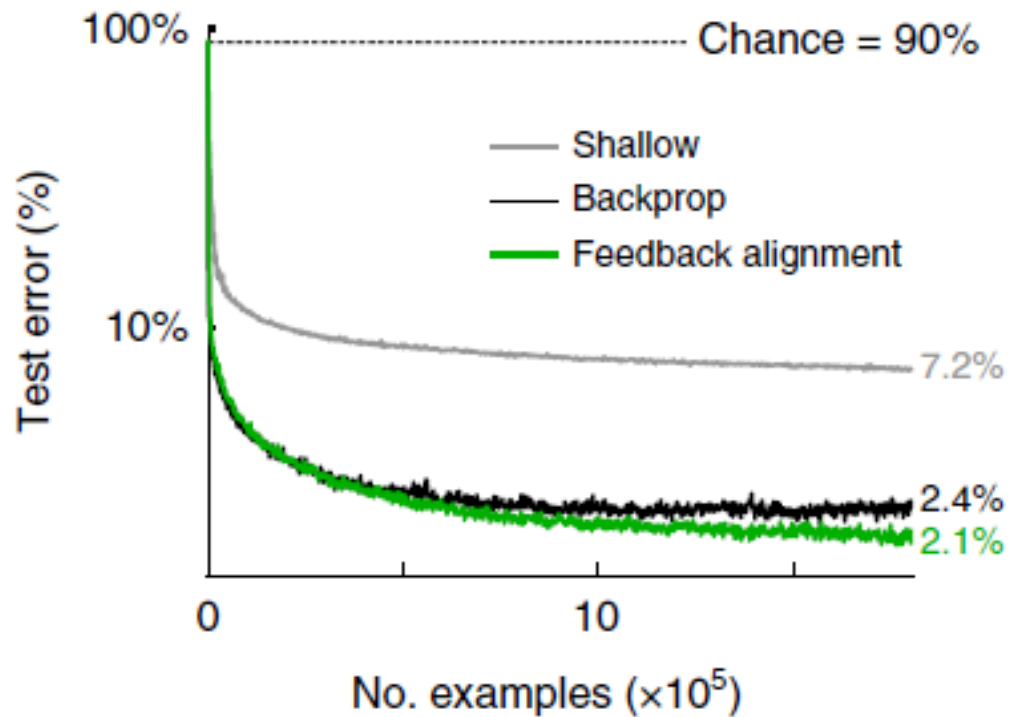 100%
Chance = 90%
Shallow
Backprop
Feedback alignment
Test error (%)
10%
7.2%
2.4%
2.1%
0
10
No. examples (×10⁵)